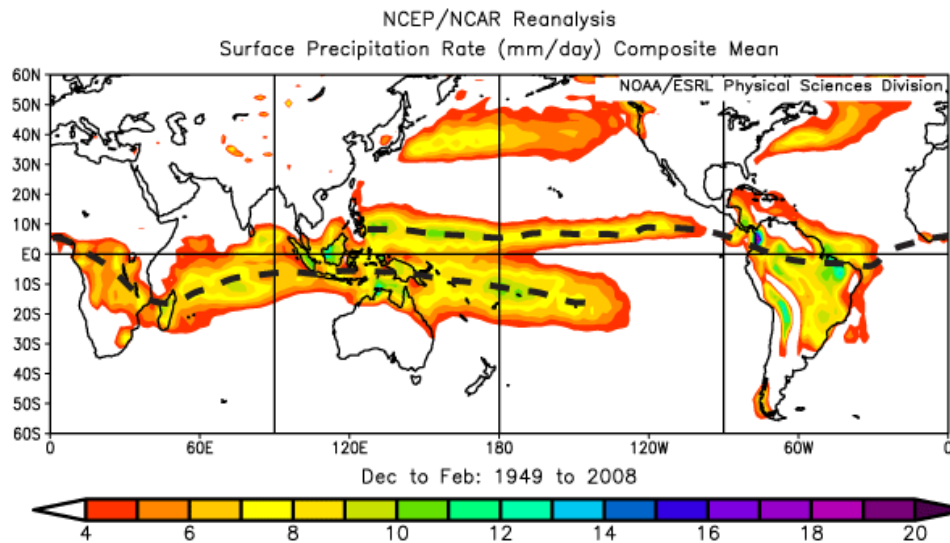 NCEP/NCAR Reanalysis
Surface Precipitation Rate (mm/day) Composite Mean
NOAA/ESRL Physical Sciences Division
60N
50N
40N
30N
20N
10N
EQ
10S
20S
30S
40S
50S
60S
0 60E 120E 180 120W 60W 0
Dec to Feb: 1949 to 2008
4 6 8 10 12 14 16 18 20